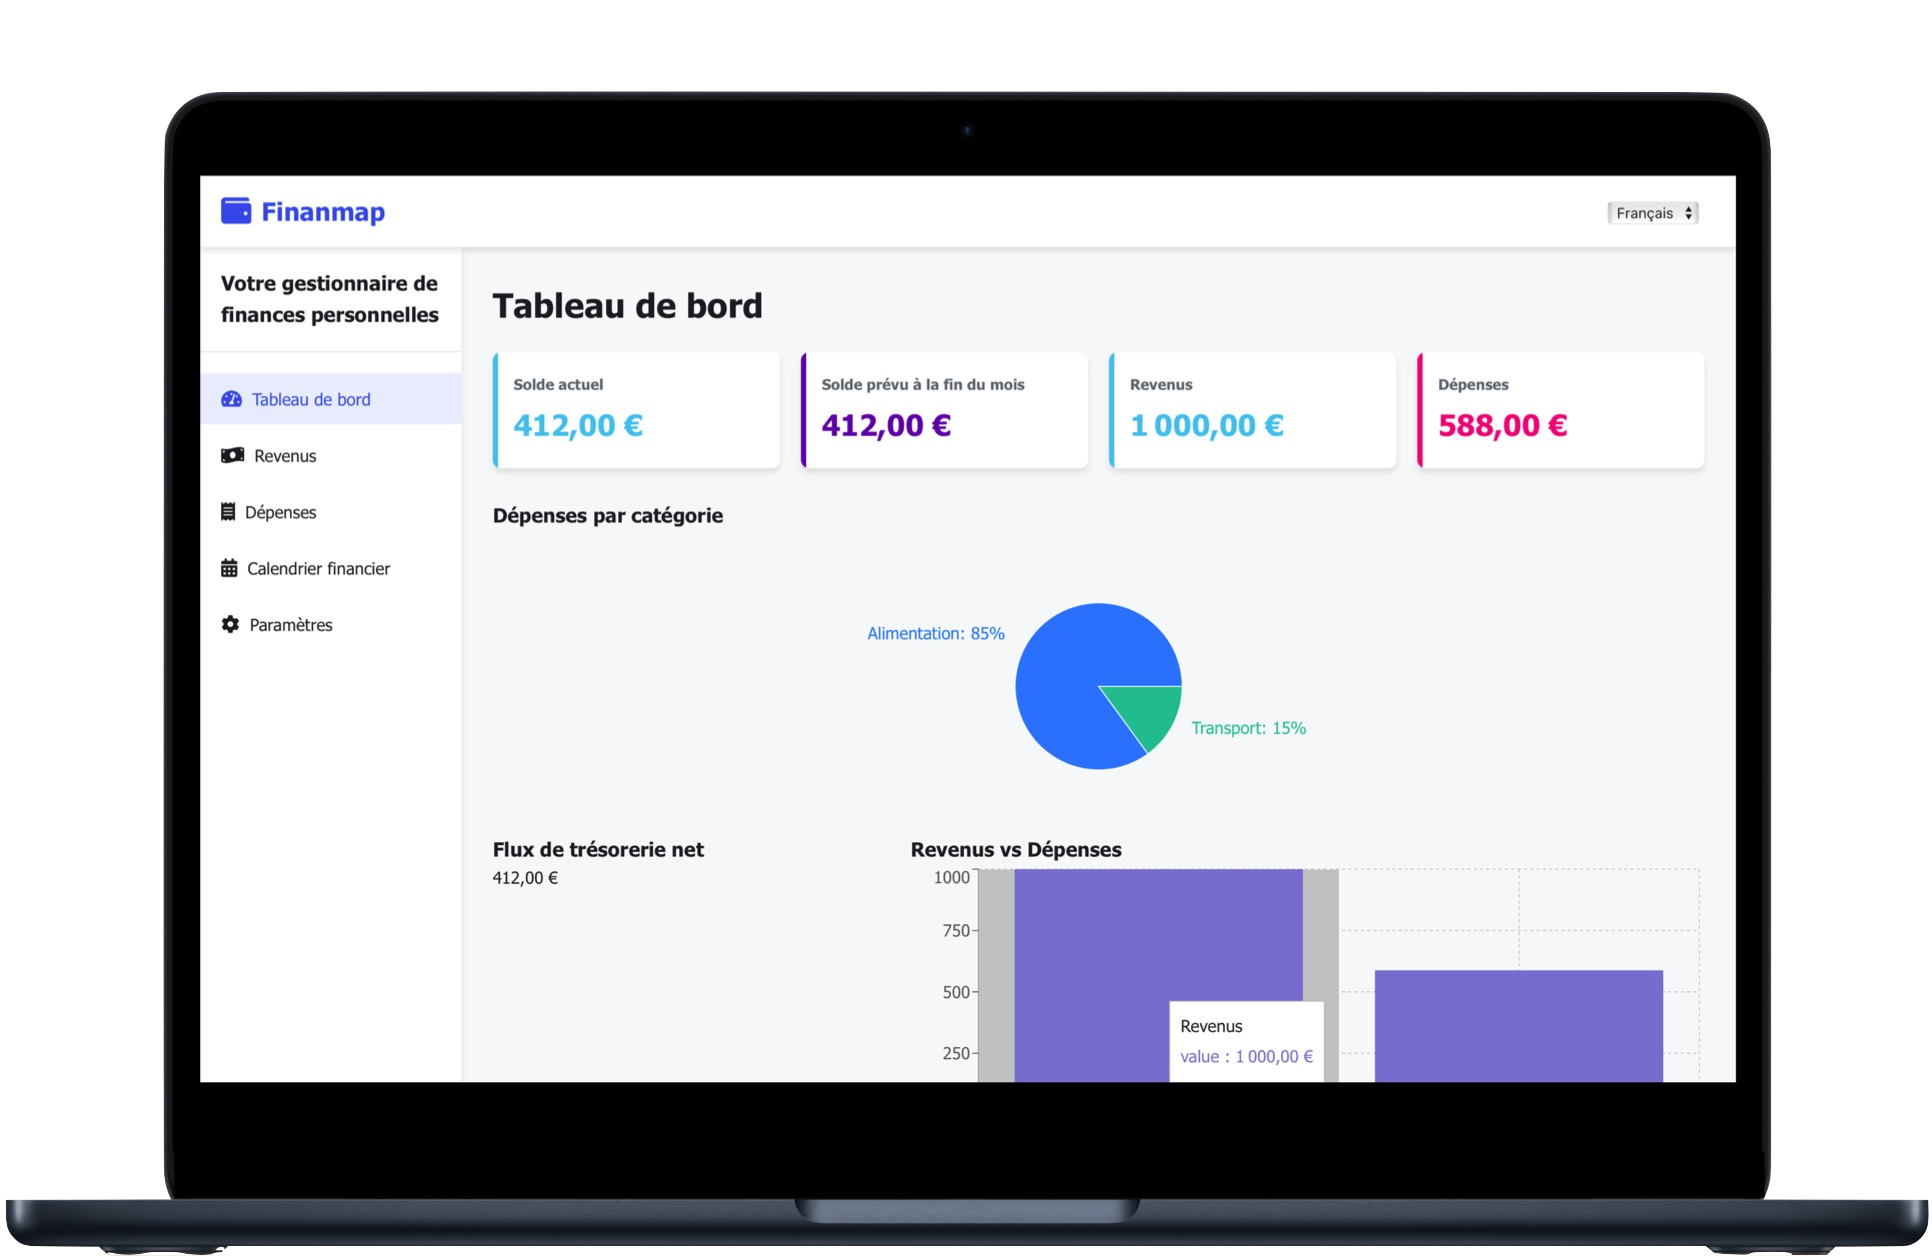 Finanmap
Français
Votre gestionnaire de
finances personnelles
Tableau de bord
Revenus
Dépenses
Calendrier financier
Paramètres
Tableau de bord
Solde actuel
412,00 €
Solde prévu à la fin du mois
412,00 €
Revenus
1 000,00 €
Dépenses
588,00 €
Dépenses par catégorie
Alimentation: 85%
Transport: 15%
Flux de trésorerie net
412,00 €
Revenus vs Dépenses
1000
750
500
250
Revenus
value : 1 000,00 €